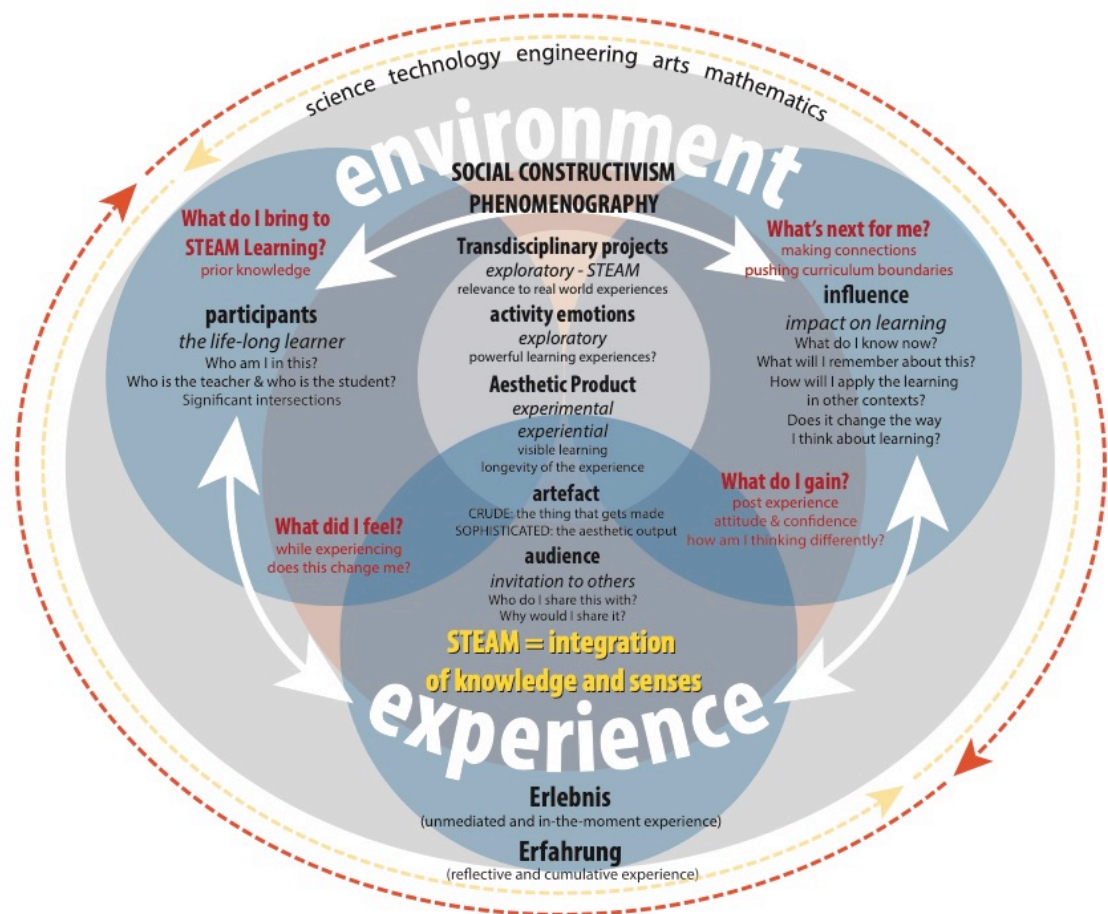 science technology engineering arts mathematics
environment
SOCIAL CONSTRUCTIVISM
PHENOMENOGRAPHY
What do I bring to
STEAM Learning?
prior knowledge
participants
the life-long learner
Who am I in this?
Who is the teacher & who is the student?
Significant intersections
Transdisciplinary projects
exploratory - STEAM
relevance to real world experiences
activity emotions
exploratory
powerful learning experiences?
Aesthetic Product
experimental
experiential
visible learning
longevity of the experience
artefact
CRUDE: the thing that gets made
SOPHISTICATED: the aesthetic output
audience
invitation to others
Who do I share this with?
Why would I share it?
What's next for me?
making connections
pushing curriculum boundaries
influence
impact on learning
What do I know now?
What will I remember about this?
How will I apply the learning
in other contexts?
Does it change the way
I think about learning?
What did I feel?
while experiencing
does this change me?
What do I gain?
post experience
attitude & confidence
how am I thinking differently?
STEAM = integration
of knowledge and senses
experience
Erlebnis
(unmediated and in-the-moment experience)
Erfahrung
(reflective and cumulative experience)